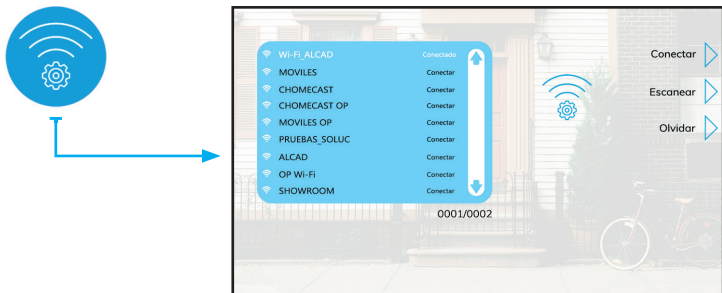 Wi-Fi_ALCAD Conectado
MOVILES Conectar
CHOMECAST Conectar
CHOMECAST OP Conectar
MOVILES OP Conectar
PRUEBAS_SOLUC Conectar
ALCAD Conectar
OP Wi-Fi Conectar
SHOWROOM Conectar
0001/0002
Conectar
Escanear
Olvidar